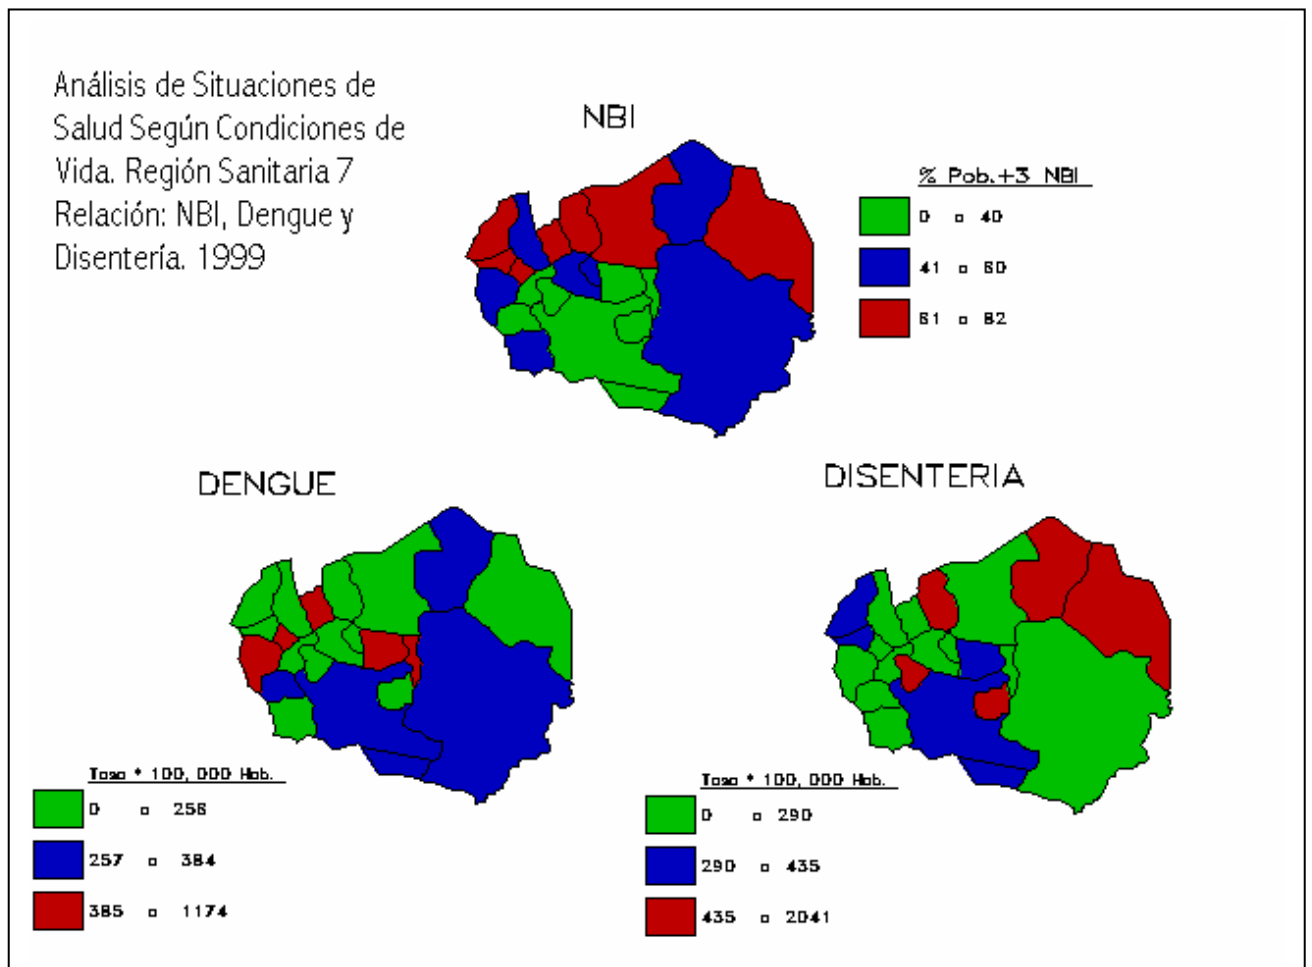 Análisis de Situaciones de
Salud Según Condiciones de
Vida. Región Sanitaria 7
Relación: NBI, Dengue y
Disentería. 1999
NBI
% Pob.+3 NBI
0 a 40
41 a 60
61 a 82
DENGUE
Tasa * 100, 000 Hab.
0 a 256
257 a 384
385 a 1174
DISENTERIA
Tasa * 100, 000 Hab.
0 a 290
290 a 435
435 a 2041